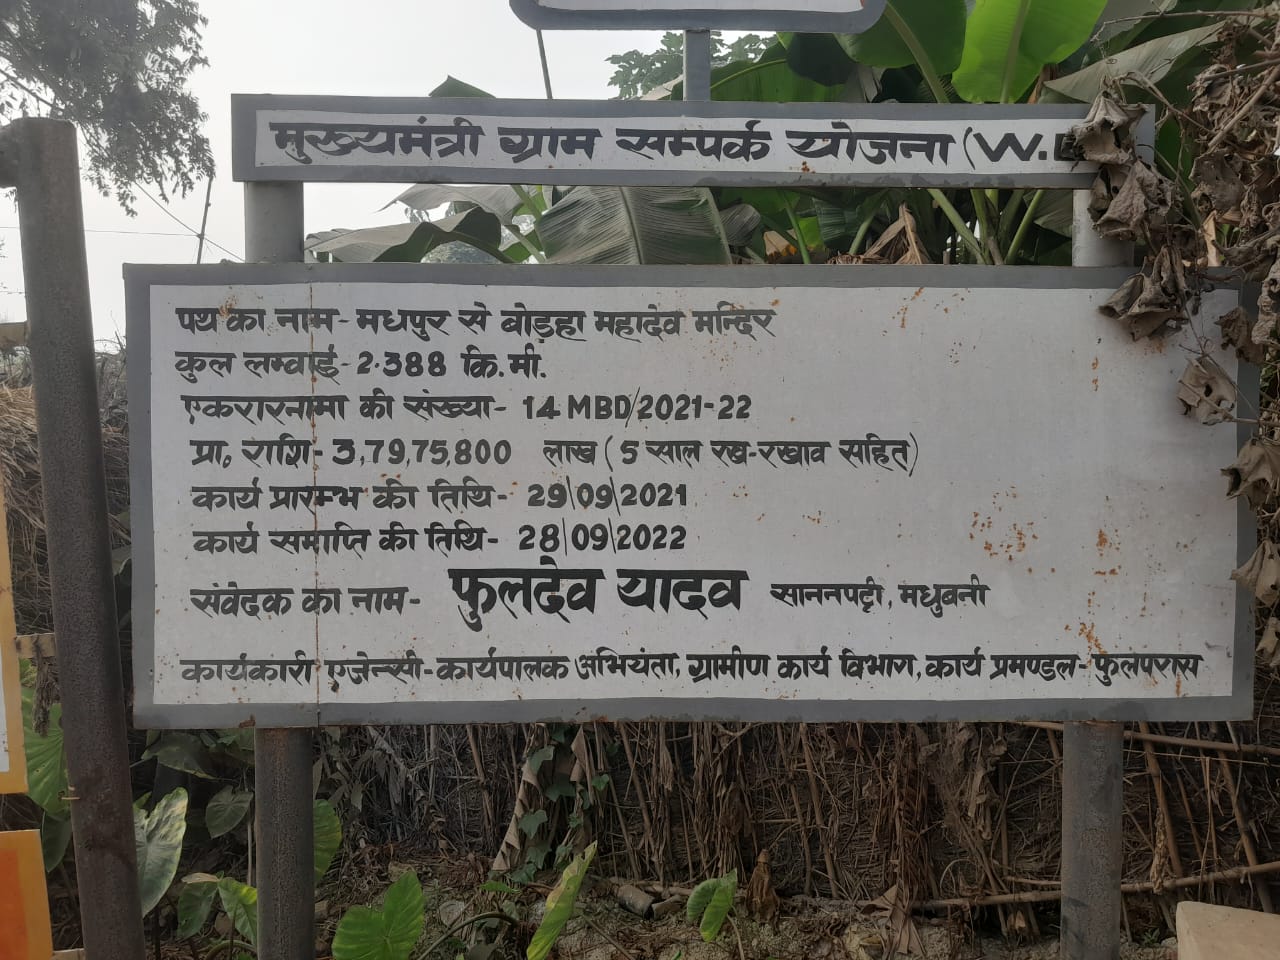 मुख्यमंत्री ग्राम सम्पर्क योजना (W.
पथ का नाम- मधपुर से बोड़हा महादेव मन्दिर
कुल लम्वाई- 2.388 कि.मी.
एकरारनामा की संख्या- 14 MBD/2021-22
प्रा॰ राशि- 3,79,75,800 लाख (5 साल रख-रखाव सहित)
कार्य प्रारम्भ की तिथि- 29\09\2021
कार्य समाप्ति की तिथि- 28\09\2022
संवेदक का नाम- फुलदेव यादव साननपट्टी, मधुबनी
कार्यकारी एजेन्सी-कार्यपालक अभियंता, ग्रामीण कार्य विभाग, कार्य प्रमण्डल- फुलपरास